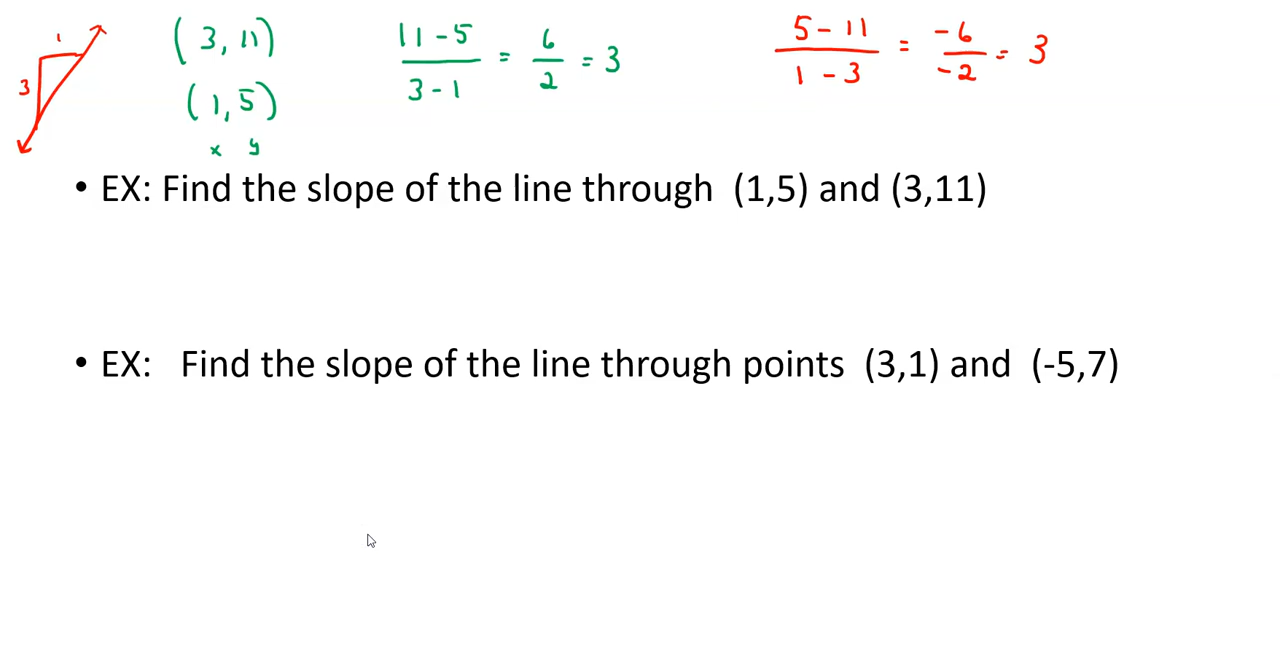 1
3
(3, 11)
(1, 5)
x y
11 - 5 / 3 - 1 = 6 / 2 = 3
5 - 11 / 1 - 3 = -6 / -2 = 3
• EX: Find the slope of the line through (1,5) and (3,11)
• EX: Find the slope of the line through points (3,1) and (-5,7)